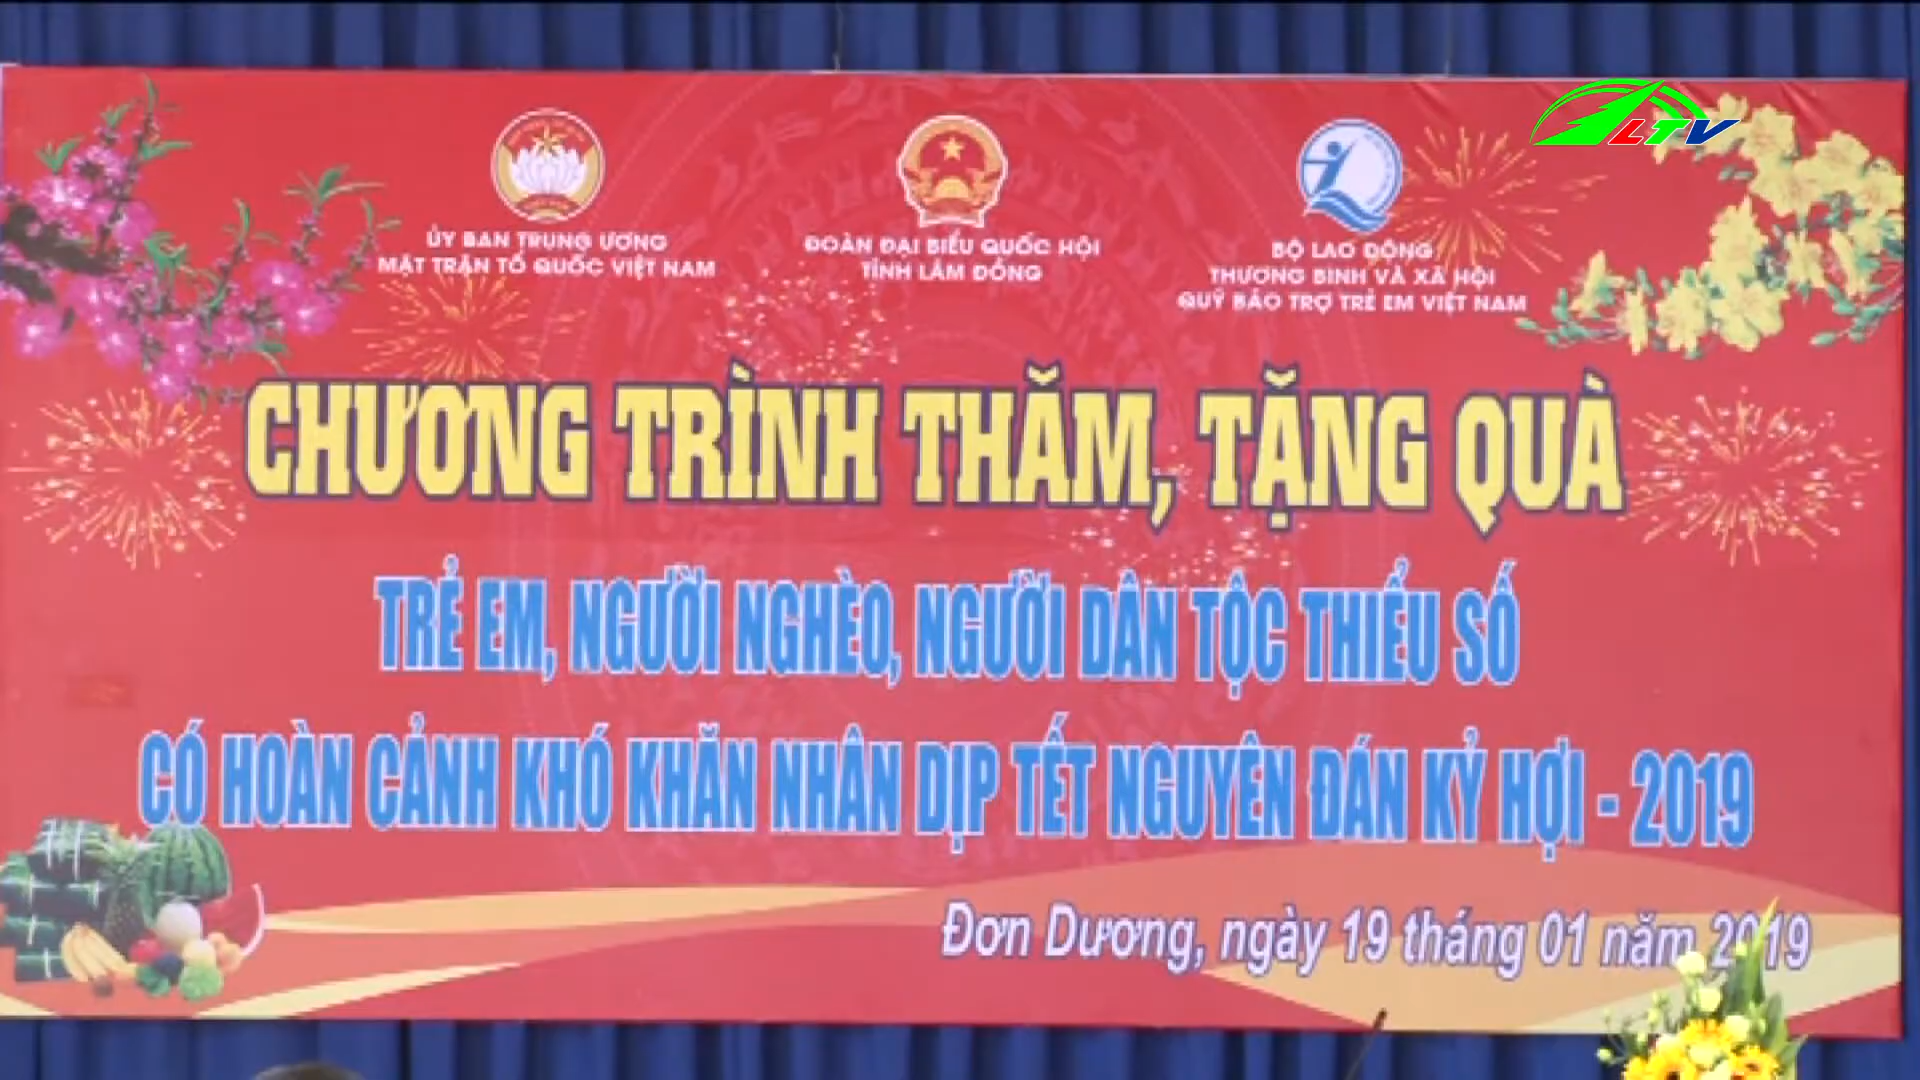 LTV
ỦY BAN TRUNG ƯƠNG
MẶT TRẬN TỔ QUỐC VIỆT NAM
ĐOÀN ĐẠI BIỂU QUỐC HỘI
TỈNH LÂM ĐỒNG
BỘ LAO ĐỘNG
THƯƠNG BINH VÀ XÃ HỘI
QUỸ BẢO TRỢ TRẺ EM VIỆT NAM
CHƯƠNG TRÌNH THĂM, TẶNG QUÀ
TRẺ EM, NGƯỜI NGHÈO, NGƯỜI DÂN TỘC THIỂU SỐ
CÓ HOÀN CẢNH KHÓ KHĂN NHÂN DỊP TẾT NGUYÊN ĐÁN KỶ HỢI - 2019
Đơn Dương, ngày 19 tháng 01 năm 2019